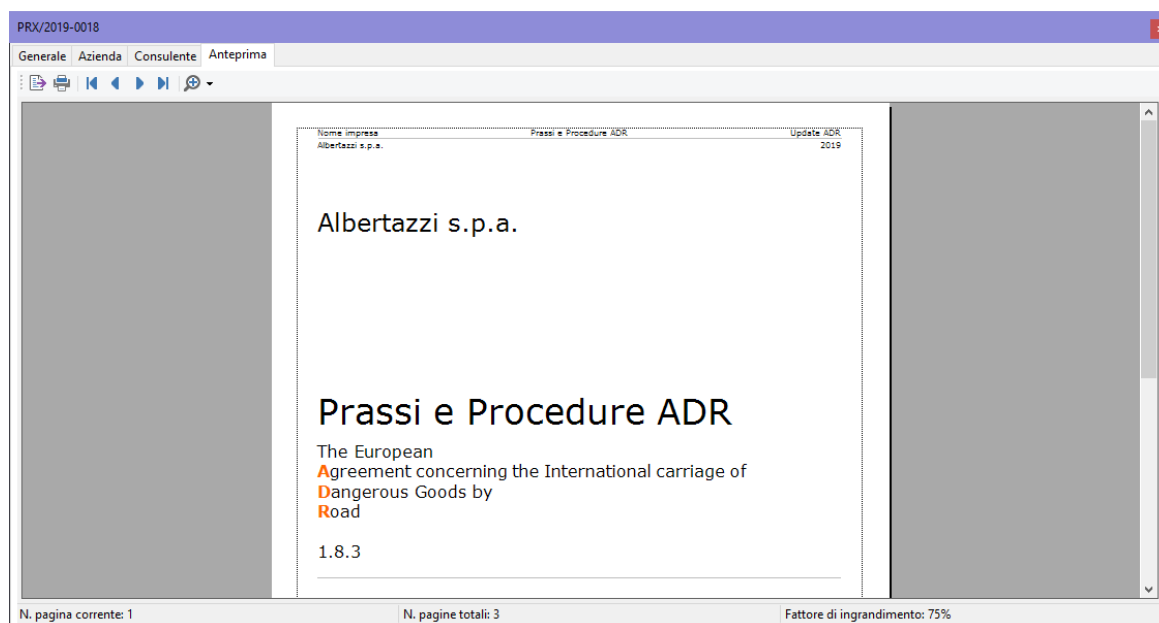 PRX/2019-0018
Generale Azienda Consulente Anteprima
Nome impresa Prassi e Procedure ADR Update ADR
Albertazzi s.p.a. 2019
Albertazzi s.p.a.
Prassi e Procedure ADR
The European
Agreement concerning the International carriage of
Dangerous Goods by
Road
1.8.3
N. pagina corrente: 1 N. pagine totali: 3 Fattore di ingrandimento: 75%